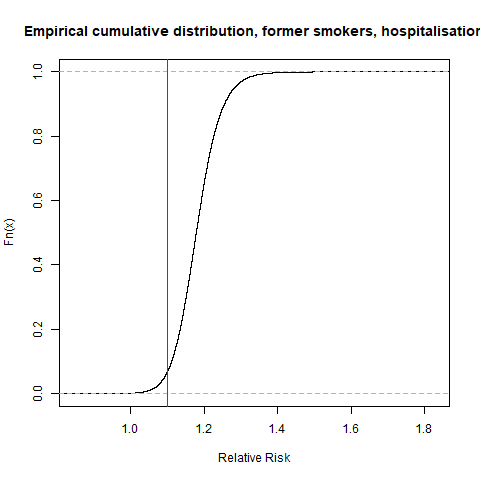 Empirical cumulative distribution, former smokers, hospitalisation
Fn(x)
1.0
0.8
0.6
0.4
0.2
0.0
1.0 1.2 1.4 1.6 1.8
Relative Risk